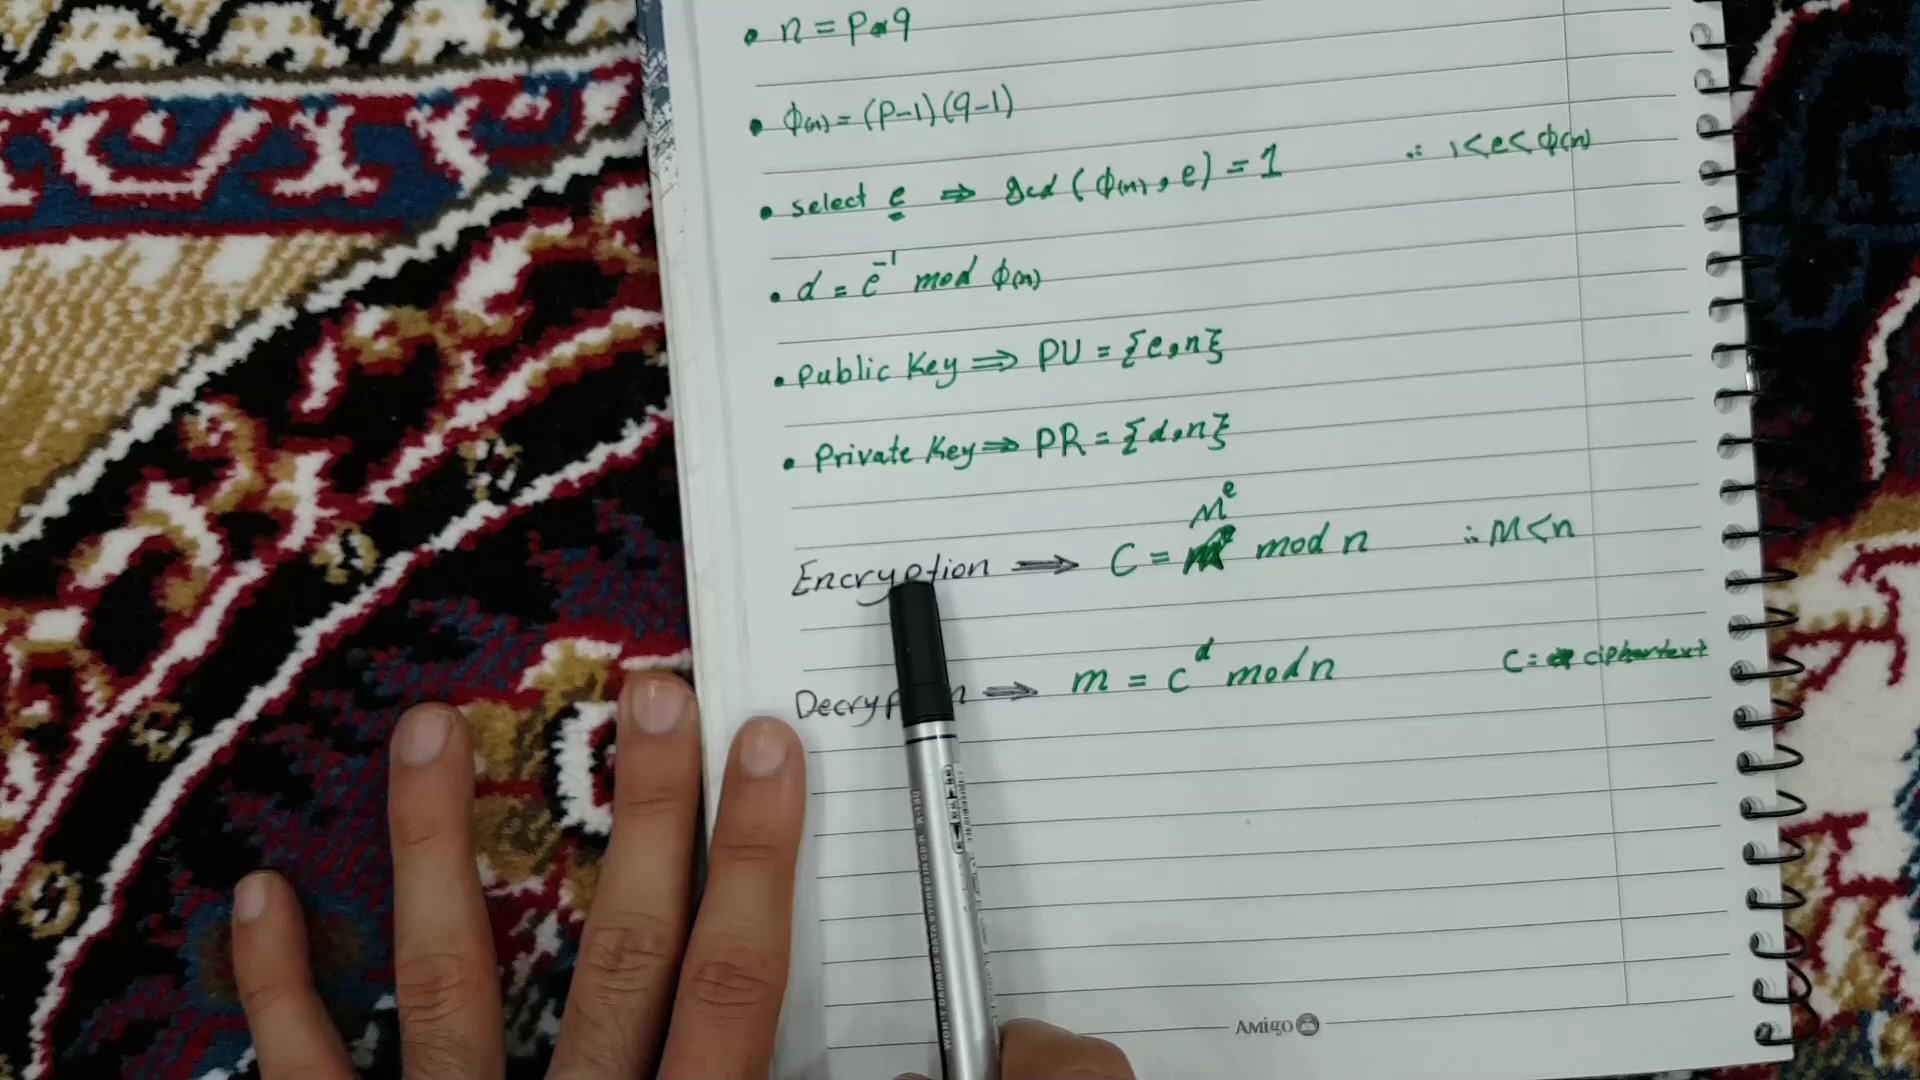 • n = p * q
• Φ(n) = (P-1)(q-1)
• select e ⇒ gcd (Φ(n), e) = 1 ∴ 1<e<Φ(n)
• d = e⁻¹ mod Φ(n)
• Public Key ⇒ PU = {e,n}
• Private Key ⇒ PR = {d,n}
Encryption ⇒ C = Mᵉ mod n ∴ M<n
⇒ m = cᵈ mod n C = ciphertext
AMigo